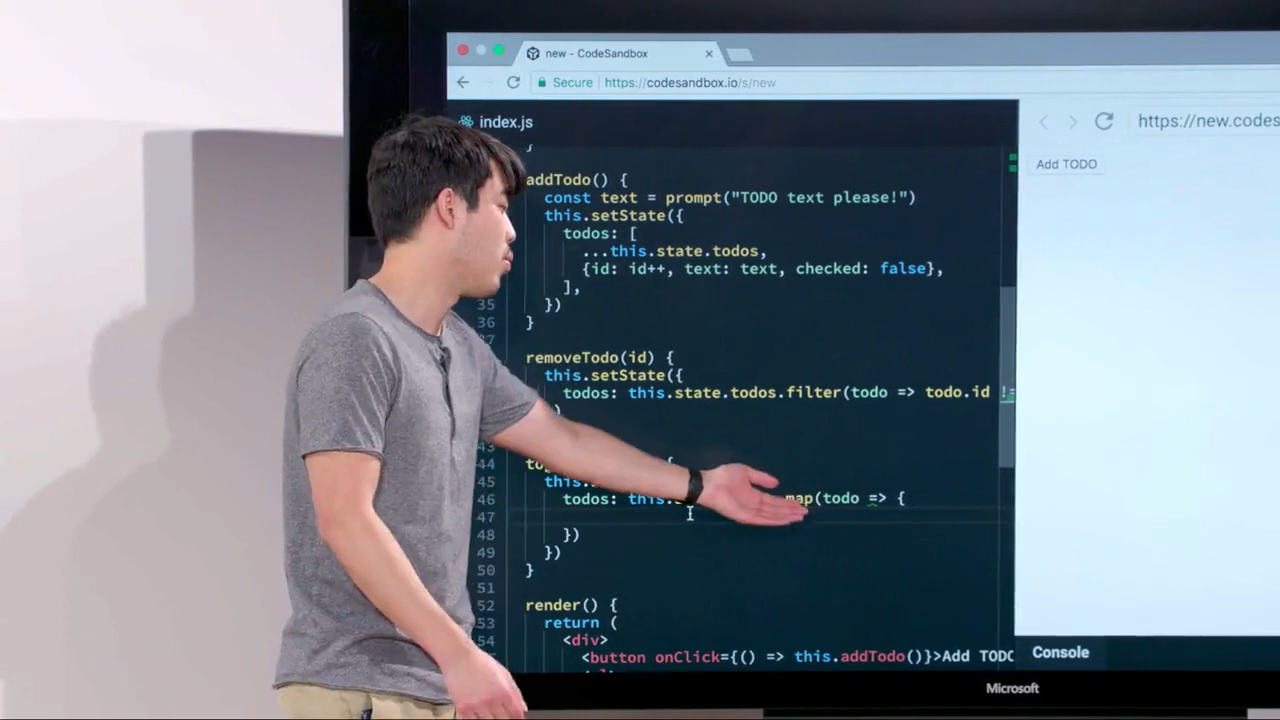 new - CodeSandbox
Secure https://codesandbox.io/s/new
index.js
https://new.codes
Add TODO
}
addTodo() {
const text = prompt("TODO text please!")
this.setState({
todos: [
...this.state.todos,
{id: id++, text: text, checked: false},
],
35 })
36 }
37
removeTodo(id) {
this.setState({
todos: this.state.todos.filter(todo => todo.id !=
)
43
44 {
45
46 todos: map(todo => {
47
48 })
49 })
50 }
51
52 render() {
53 return (
54 <div>
<button onClick={() => this.addTodo()}>Add TODO
Console
Microsoft